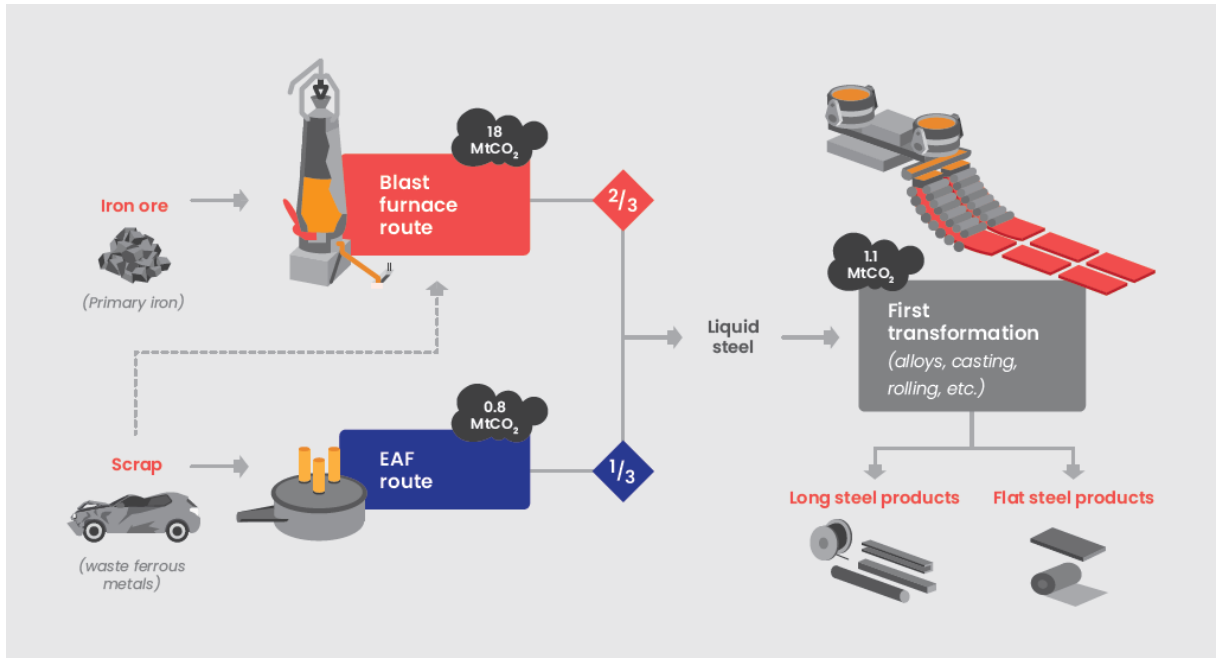 18
MtCO₂
Blast
furnace
route
2/3
Iron ore
(Primary iron)
1.1
MtCO₂
First
transformation
(alloys, casting,
rolling, etc.)
Liquid
steel
0.8
MtCO₂
EAF
route
1/3
Scrap
(waste ferrous
metals)
Long steel products
Flat steel products